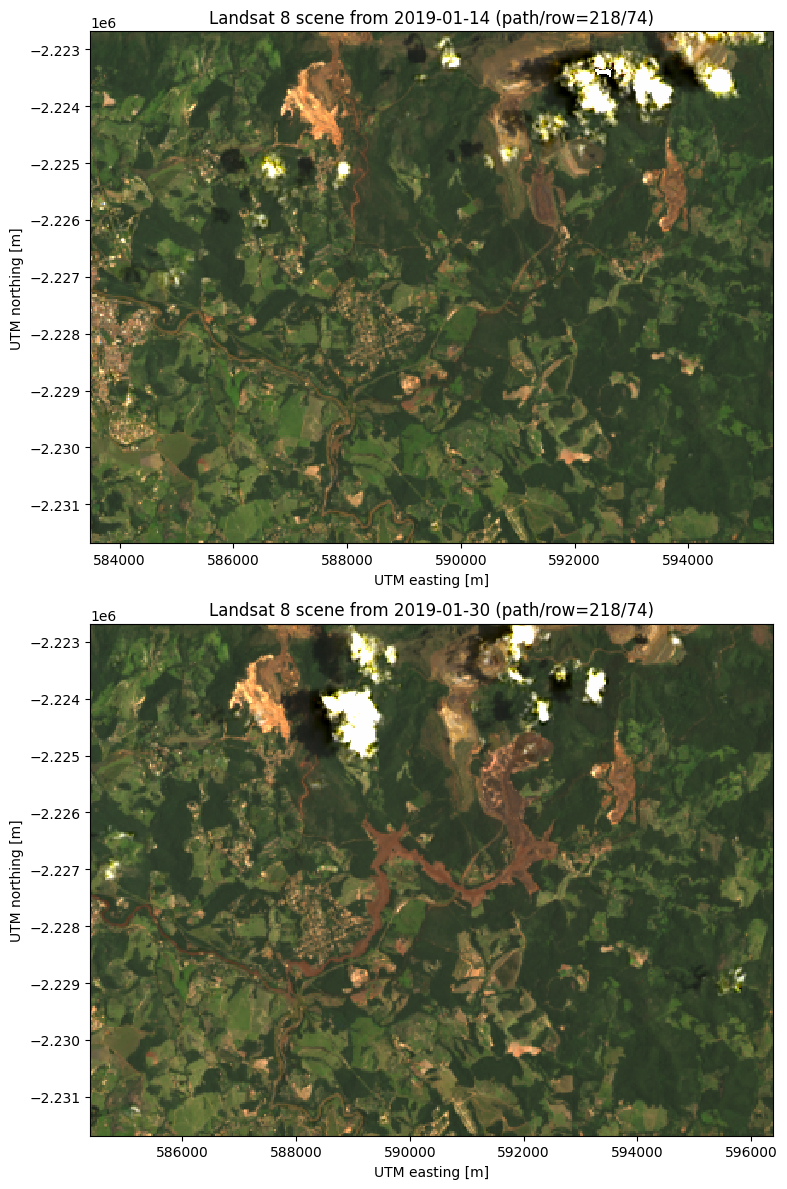 Landsat 8 scene from 2019-01-14 (path/row=218/74)
1e6
−2.223
−2.224
−2.225
−2.226
−2.227
−2.228
−2.229
−2.230
−2.231
UTM northing [m]
584000 586000 588000 590000 592000 594000
UTM easting [m]
Landsat 8 scene from 2019-01-30 (path/row=218/74)
1e6
−2.223
−2.224
−2.225
−2.226
−2.227
−2.228
−2.229
−2.230
−2.231
UTM northing [m]
586000 588000 590000 592000 594000 596000
UTM easting [m]